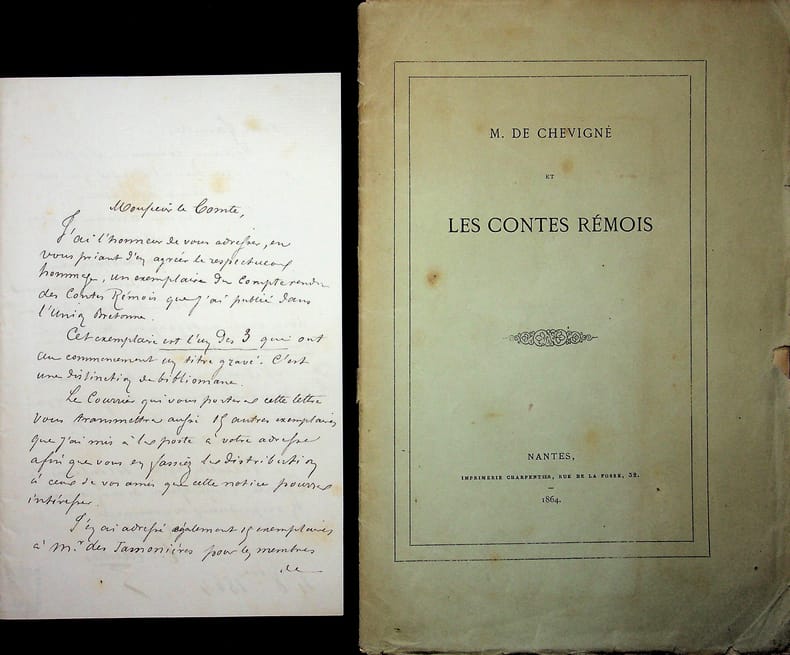 Monsieur le Comte,
J'ai l'honneur de vous adresser, en
vous priant d'en agréer le respectueux
hommage, un exemplaire du Compte rendu
des Contes Rémois que j'ai publié dans
l'Union Bretonne.
Cet exemplaire est l'un des 3 qui ont
au commencement un titre gravé. C'est
une distinction de bibliomane.
Le Courrier qui vous portera cette lettre
vous transmettra aussi 15 autres exemplaires
que j'ai mis à la poste à votre adresse
afin que vous en fassiez la distribution
à ceux de vos amis que cette notice pourra
intéresser.
J'en ai adressé également 15 exemplaires
à Mr. des Jamonières pour les membres
de
M. DE CHEVIGNÉ
ET
LES CONTES RÉMOIS
NANTES,
IMPRIMERIE CHARPENTIER, RUE DE LA FOSSE, 32.
1864.